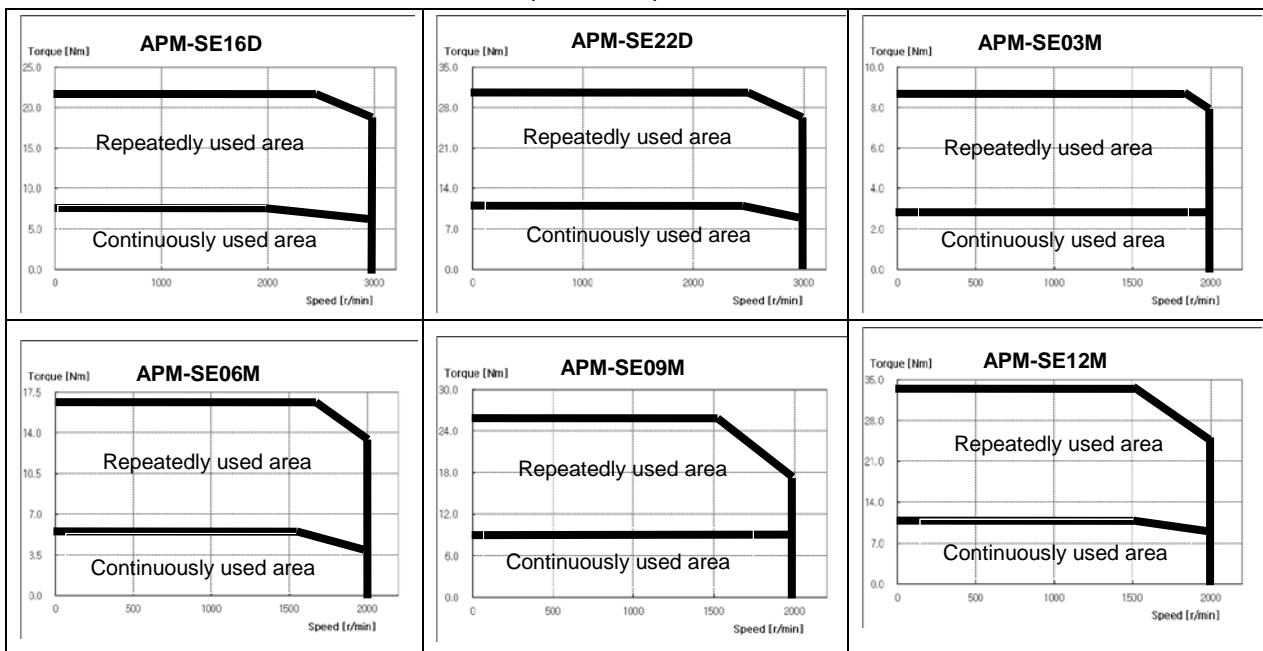 APM-SE16D
Torque [Nm]
25.0
20.0
15.0
10.0
5.0
0.0
Repeatedly used area
Continuously used area
0 1000 2000 3000
Speed [r/min]
APM-SE22D
Torque [Nm]
35.0
28.0
21.0
14.0
7.0
0.0
Repeatedly used area
Continuously used area
0 1000 2000 3000
Speed [r/min]
APM-SE03M
Torque [Nm]
10.0
8.0
6.0
4.0
2.0
0.0
Repeatedly used area
Continuously used area
0 500 1000 1500 2000
Speed [r/min]
APM-SE06M
Torque [Nm]
17.5
14.0
10.5
7.0
3.5
0.0
Repeatedly used area
Continuously used area
0 500 1000 1500 2000
Speed [r/min]
APM-SE09M
Torque [Nm]
30.0
24.0
18.0
12.0
6.0
0.0
Repeatedly used area
Continuously used area
0 500 1000 1500 2000
Speed [r/min]
APM-SE12M
Torque [Nm]
35.0
28.0
21.0
14.0
7.0
0.0
Repeatedly used area
Continuously used area
0 500 1000 1500 2000
Speed [r/min]